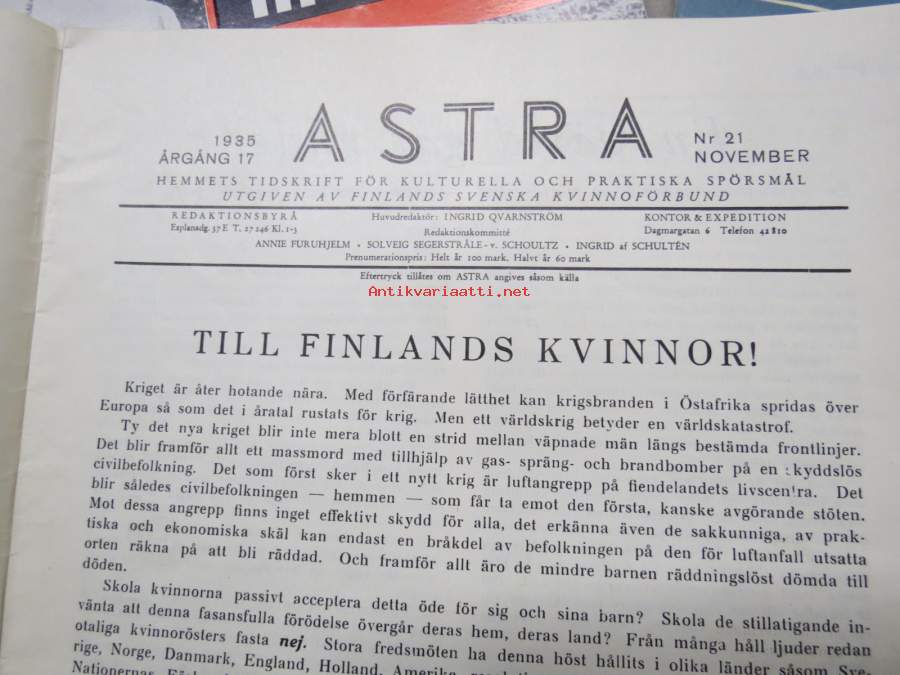 1935
ÅRGÅNG 17
ASTRA
Nr 21
NOVEMBER
HEMMETS TIDSKRIFT FÖR KULTURELLA OCH PRAKTISKA SPÖRSMÅL
UTGIVEN AV FINLANDS SVENSKA KVINNOFÖRBUND
REDAKTIONSBYRÅ
Esplanadg. 37 E T. 27 246 Kl. 1-3
Huvudredaktör: INGRID QVARNSTRÖM
Redaktionskommitté
KONTOR & EXPEDITION
Dagmargatan 6 Telefon 42 810
ANNIE FURUHJELM • SOLVEIG SEGERSTRÅLE - v. SCHOULTZ • INGRID af SCHULTÉN
Prenumerationspris: Helt år 100 mark. Halvt år 60 mark
Eftertryck tillåtes om ASTRA angives såsom källa
Antikvariaatti.net
TILL FINLANDS KVINNOR!
Kriget är åter hotande nära. Med förfärande lätthet kan krigsbranden i Östafrika spridas över
Europa så som det i åratal rustats för krig. Men ett världskrig betyder en världskatastrof.
Ty det nya kriget blir inte mera blott en strid mellan väpnade män längs bestämda frontlinjer.
Det blir framför allt ett massmord med tillhjälp av gas- spräng- och brandbomber på en skyddslös
civilbefolkning. Det som först sker i ett nytt krig är luftangrepp på fiendelandets livscentra. Det
blir således civilbefolkningen — hemmen — som får ta emot den första, kanske avgörande stöten.
Mot dessa angrepp finns inget effektivt skydd för alla, det erkänna även de sakkunniga, av prak-
tiska och ekonomiska skäl kan endast en bråkdel av befolkningen på den för luftanfall utsatta
orten räkna på att bli räddad. Och framför allt äro de mindre barnen räddningslöst dömda till
döden.
Skola kvinnorna passivt acceptera detta öde för sig och sina barn? Skola de stillatigande in-
vänta att denna fasansfulla förödelse övergår deras hem, deras land? Från många håll ljuder redan
otaliga kvinnorösters fasta nej. Stora fredsmöten ha denna höst hållits i olika länder såsom Sve-
rige, Norge, Danmark, England, Holland, Amerika,
Nationernas